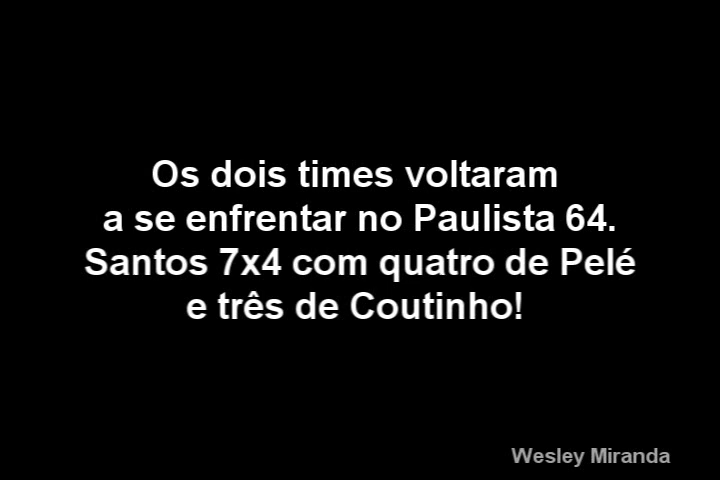 Os dois times voltaram
a se enfrentar no Paulista 64.
Santos 7x4 com quatro de Pelé
e três de Coutinho!
Wesley Miranda